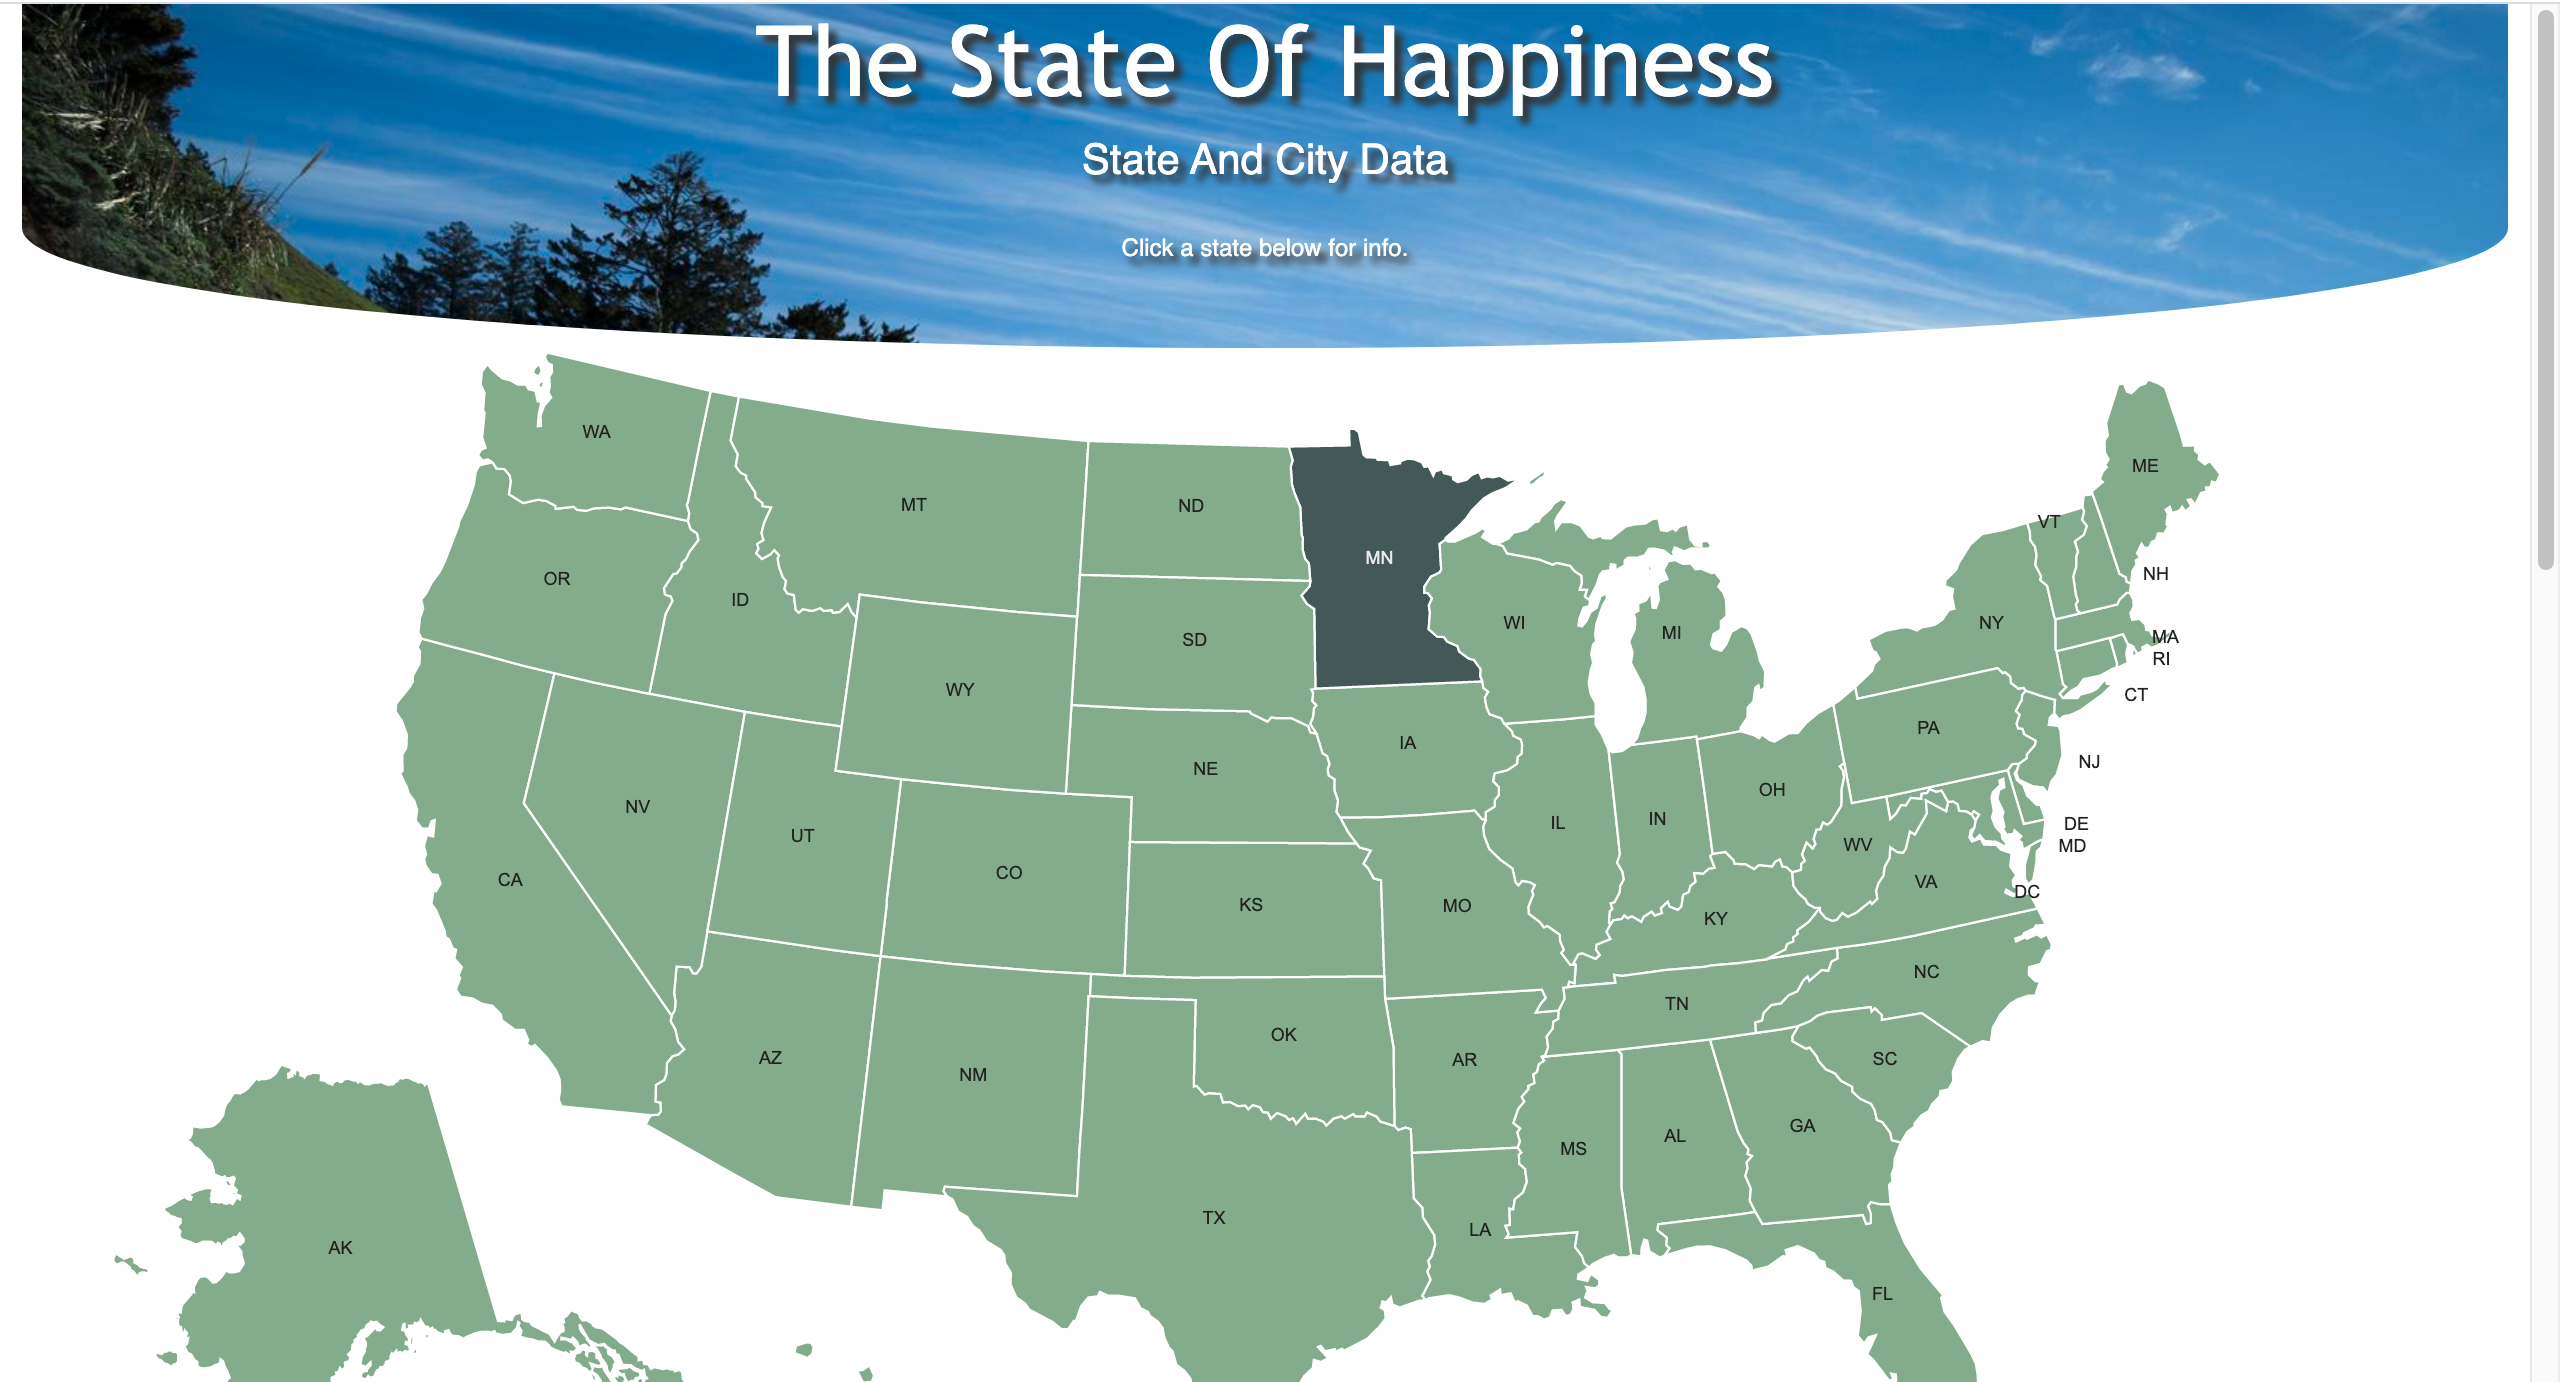 The State Of Happiness
State And City Data
Click a state below for info.
WA
ME
MT
ND
VT
MN
NH
OR
ID
WI
NY
MI
SD
MA
RI
WY
CT
PA
IA
NJ
NE
OH
NV
IN
IL
DE
UT
WV
MD
CO
CA
VA
DC
KS
MO
KY
NC
TN
OK
AZ
SC
AR
NM
GA
AL
MS
TX
LA
AK
FL